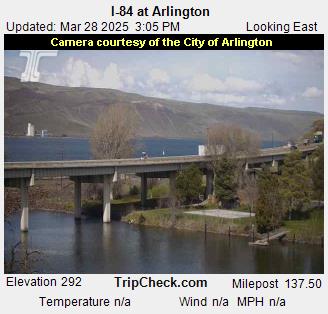 I-84 at Arlington
Updated: Mar 28 2025 3:05 PM Looking East
Camera courtesy of the City of Arlington
Elevation 292 TripCheck.com Milepost 137.50
Temperature n/a Wind n/a MPH n/a